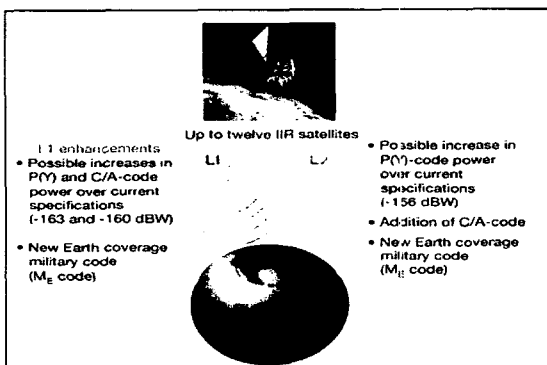 Up to twelve IIR satellites
L1 enhancements
• Possible increases in
P(Y) and C/A-code
power over current
specifications
(-163 and -160 dBW)
• New Earth coverage
military code
(M_E code)
L1
L2
• Possible increase in
P(Y)-code power
over current
specifications
(-156 dBW)
• Addition of C/A-code
• New Earth coverage
military code
(M_E code)